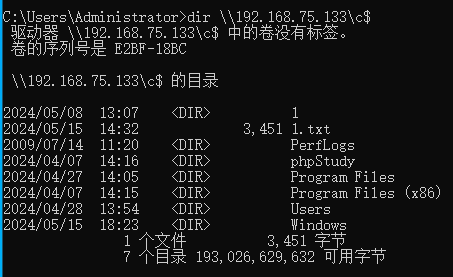 C:\Users\Administrator>dir \\192.168.75.133\c$
 驱动器 \\192.168.75.133\c$ 中的卷没有标签。
 卷的序列号是 E2BF-18BC
 \\192.168.75.133\c$ 的目录
2024/05/08  13:07    <DIR>          1
2024/05/15  14:32             3,451 1.txt
2009/07/14  11:20    <DIR>          PerfLogs
2024/04/07  14:16    <DIR>          phpStudy
2024/04/27  14:05    <DIR>          Program Files
2024/04/07  14:15    <DIR>          Program Files (x86)
2024/04/28  13:54    <DIR>          Users
2024/05/15  18:23    <DIR>          Windows
               1 个文件          3,451 字节
               7 个目录 193,026,629,632 可用字节